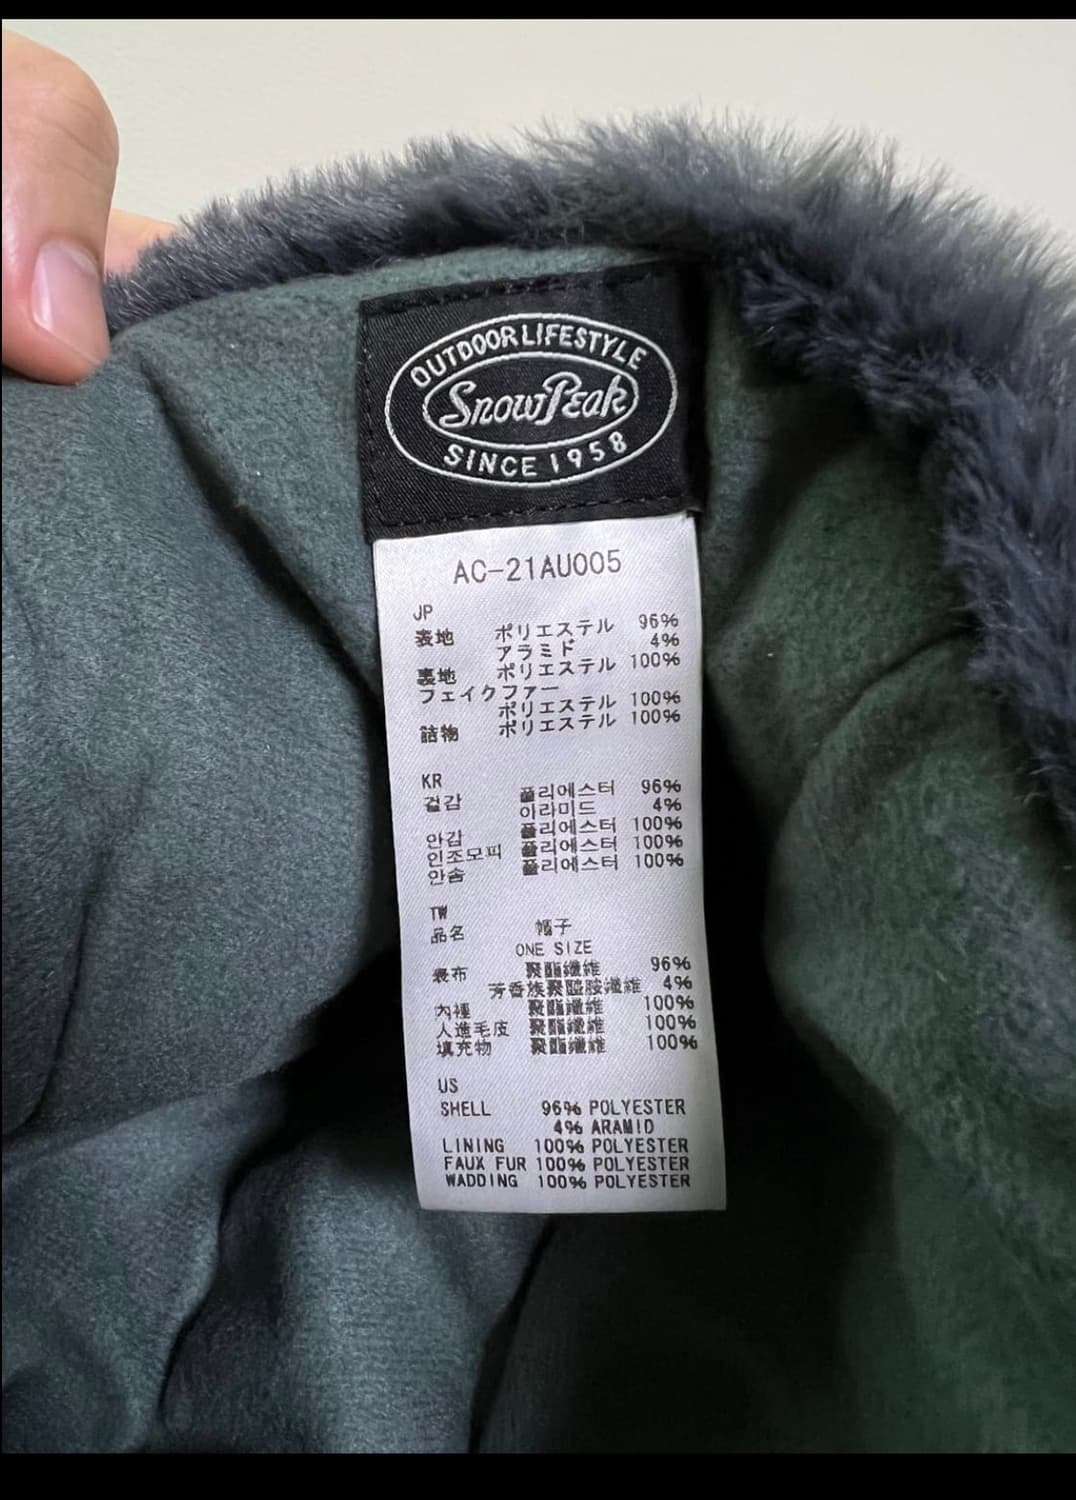 OUTDOOR LIFESTYLE
Snow Peak
SINCE 1958
AC-21AU005
JP
表地 ポリエステル 96%
アラミド 4%
裏地 ポリエステル 100%
フェイクファー
ポリエステル 100%
詰物 ポリエステル 100%
KR
겉감 폴리에스터 96%
아라미드 4%
안감 폴리에스터 100%
인조모피 폴리에스터 100%
안솜 폴리에스터 100%
TW
品名 帽子
ONE SIZE
表布 聚酯纖維 96%
芳香族聚醯胺纖維 4%
內裡 聚酯纖維 100%
人造毛皮 聚酯纖維 100%
填充物 聚酯纖維 100%
US
SHELL 96% POLYESTER
4% ARAMID
LINING 100% POLYESTER
FAUX FUR 100% POLYESTER
WADDING 100% POLYESTER